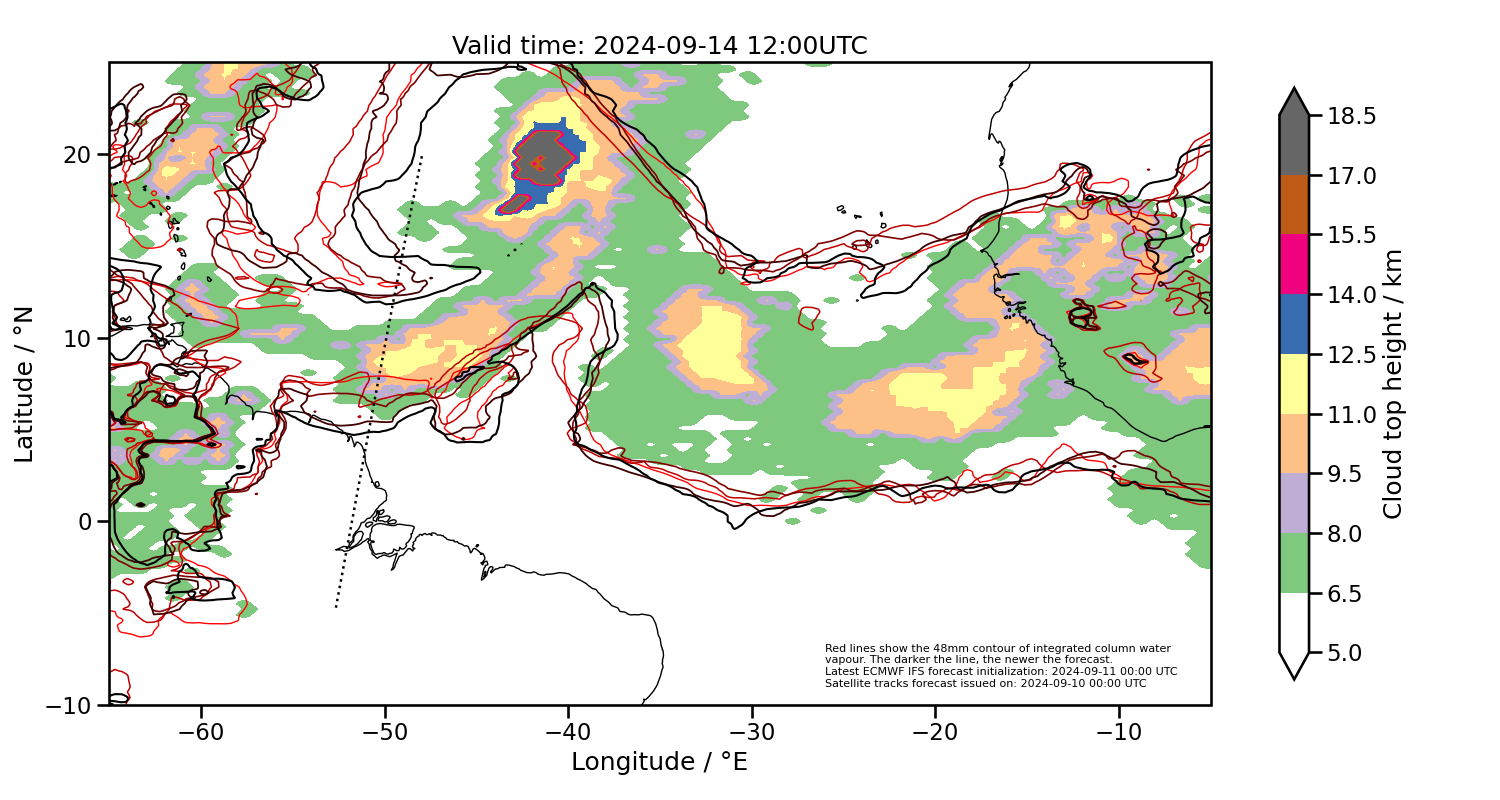 Valid time: 2024-09-14 12:00UTC
20
10
0
−10
Latitude / °N
−60
−50
−40
−30
−20
−10
Longitude / °E
Red lines show the 48mm contour of integrated column water
vapour. The darker the line, the newer the forecast.
Latest ECMWF IFS forecast initialization: 2024-09-11 00:00 UTC
Satellite tracks forecast issued on: 2024-09-10 00:00 UTC
18.5
17.0
15.5
14.0
12.5
11.0
9.5
8.0
6.5
5.0
Cloud top height / km